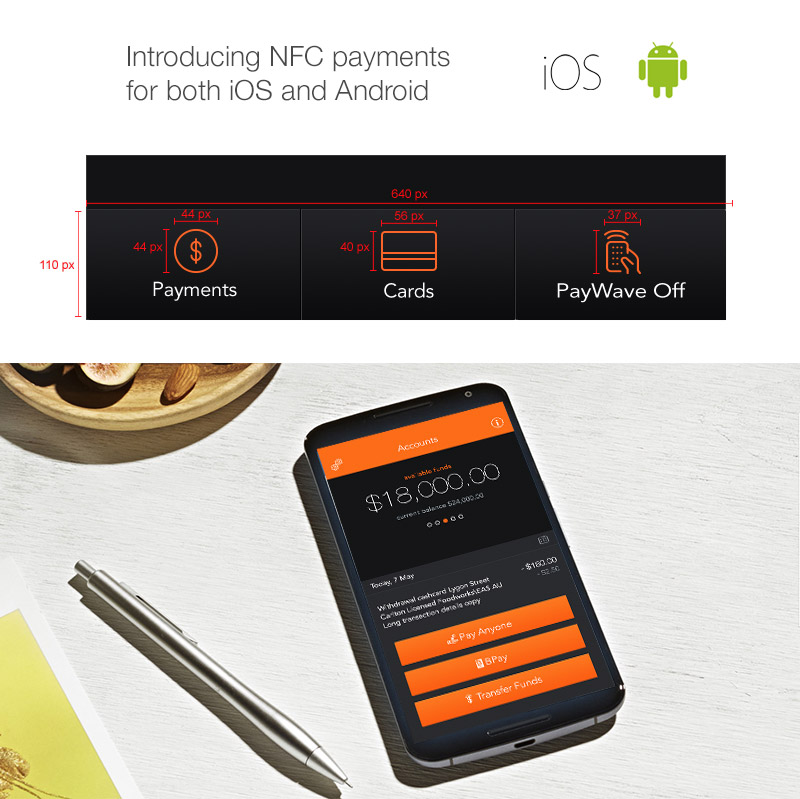 Introducing NFC payments
for both iOS and Android
iOS
640 px
44 px
56 px
37 px
44 px
40 px
110 px
$
Payments
Cards
PayWave Off
Accounts
available funds
$18,000.00
current balance $24,000.00
Today, 7 May
- $180.00
- $2.50
Withdrawal cashcard Lygon Street
Carlton Licensed Foodworks\EAS AU
Long transaction details copy
Pay Anyone
BPay
Transfer Funds